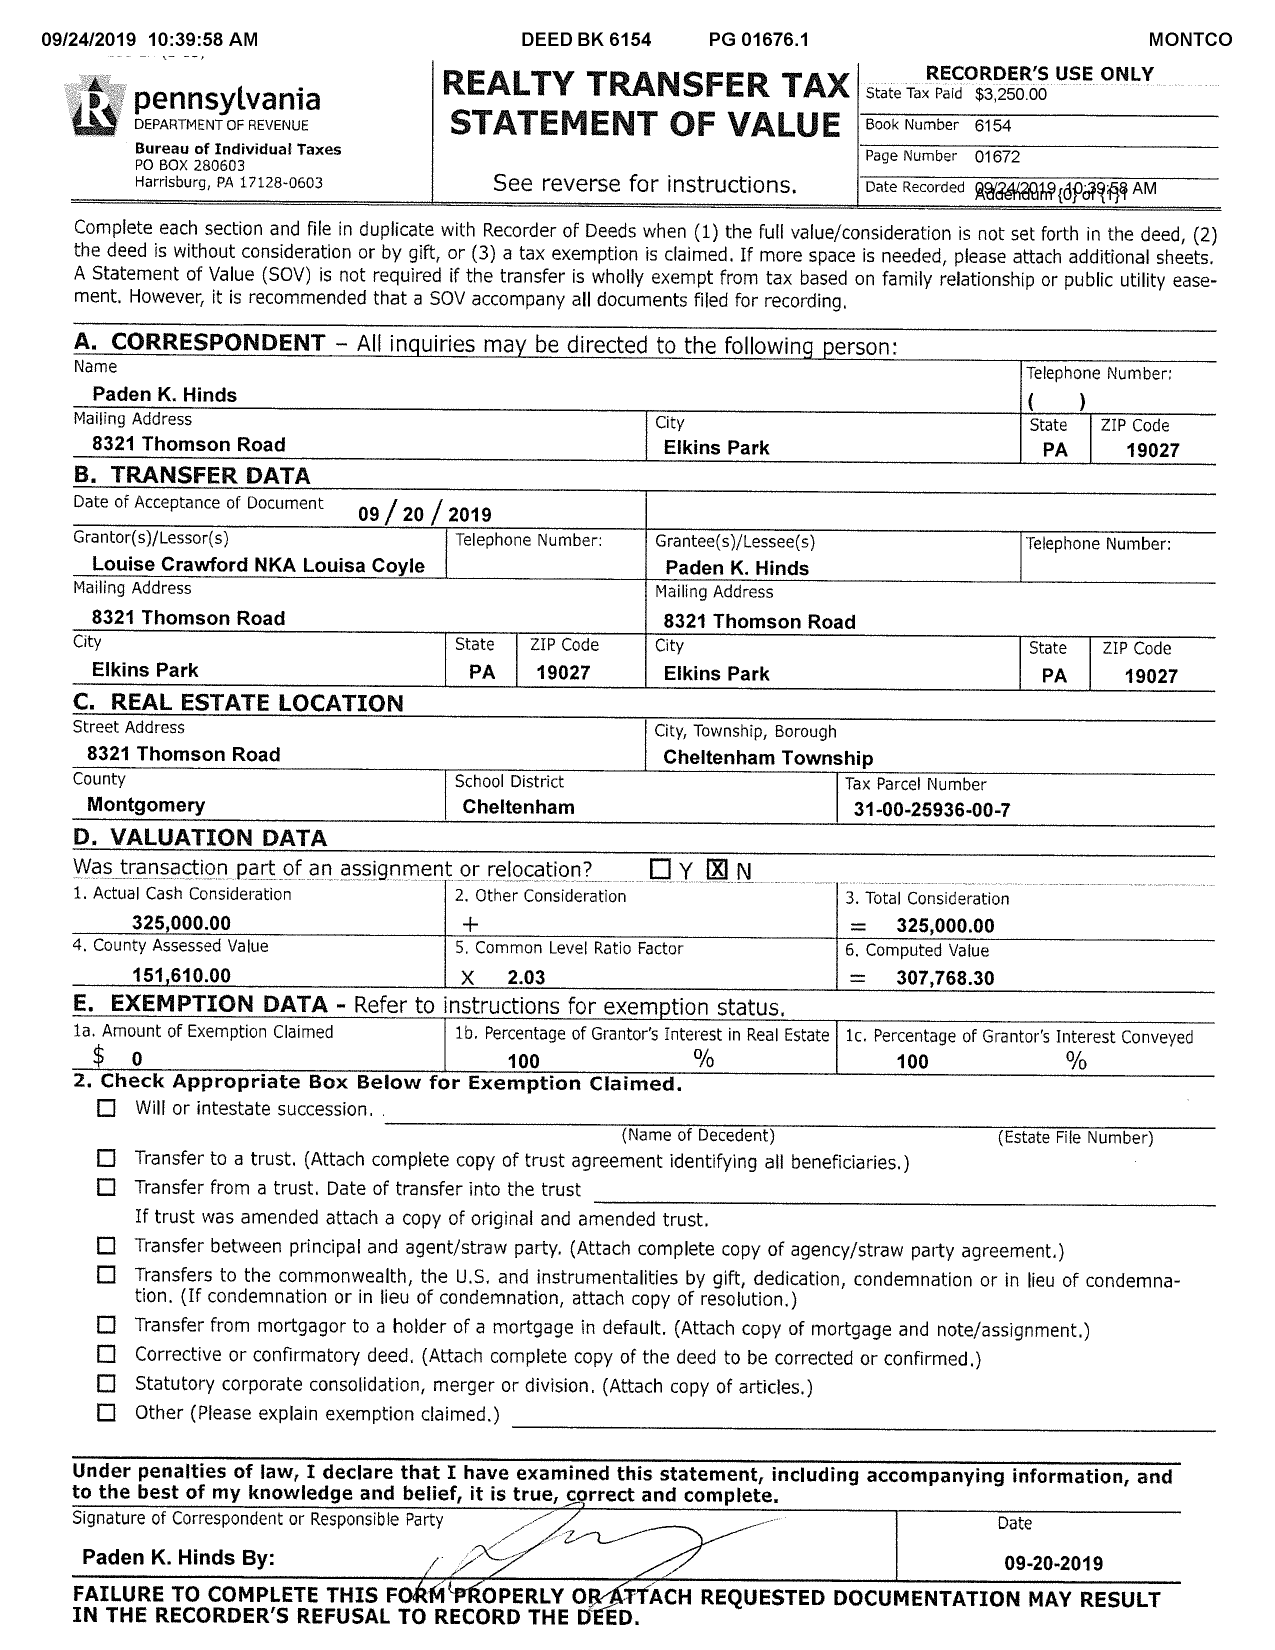 09/24/2019 10:39:58 AM DEED BK 6154 PG 01676.1 MONTCO
pennsylvania
DEPARTMENT OF REVENUE
Bureau of Individual Taxes
PO BOX 280603
Harrisburg, PA 17128-0603
REALTY TRANSFER TAX
STATEMENT OF VALUE
See reverse for instructions.
RECORDER'S USE ONLY
State Tax Paid $3,250.00
Book Number 6154
Page Number 01672
Date Recorded 09/24/2019 10:39:58 AM
Addendum {0} of {1}1
Complete each section and file in duplicate with Recorder of Deeds when (1) the full value/consideration is not set forth in the deed, (2)
the deed is without consideration or by gift, or (3) a tax exemption is claimed. If more space is needed, please attach additional sheets.
A Statement of Value (SOV) is not required if the transfer is wholly exempt from tax based on family relationship or public utility ease-
ment. However, it is recommended that a SOV accompany all documents filed for recording.
A. CORRESPONDENT – All inquiries may be directed to the following person:
Name Telephone Number:
Paden K. Hinds ( )
Mailing Address City State ZIP Code
8321 Thomson Road Elkins Park PA 19027
B. TRANSFER DATA
Date of Acceptance of Document 09 / 20 / 2019
Grantor(s)/Lessor(s) Telephone Number: Grantee(s)/Lessee(s) Telephone Number:
Louise Crawford NKA Louisa Coyle Paden K. Hinds
Mailing Address Mailing Address
8321 Thomson Road 8321 Thomson Road
City State ZIP Code City State ZIP Code
Elkins Park PA 19027 Elkins Park PA 19027
C. REAL ESTATE LOCATION
Street Address City, Township, Borough
8321 Thomson Road Cheltenham Township
County School District Tax Parcel Number
Montgomery Cheltenham 31-00-25936-00-7
D. VALUATION DATA
Was transaction part of an assignment or relocation? Y X N
1. Actual Cash Consideration 2. Other Consideration 3. Total Consideration
325,000.00 + = 325,000.00
4. County Assessed Value 5. Common Level Ratio Factor 6. Computed Value
151,610.00 X 2.03 = 307,768.30
E. EXEMPTION DATA - Refer to instructions for exemption status.
1a. Amount of Exemption Claimed 1b. Percentage of Grantor's Interest in Real Estate 1c. Percentage of Grantor's Interest Conveyed
$ 0 100 % 100 %
2. Check Appropriate Box Below for Exemption Claimed.
Will or intestate succession.
(Name of Decedent) (Estate File Number)
Transfer to a trust. (Attach complete copy of trust agreement identifying all beneficiaries.)
Transfer from a trust. Date of transfer into the trust
If trust was amended attach a copy of original and amended trust.
Transfer between principal and agent/straw party. (Attach complete copy of agency/straw party agreement.)
Transfers to the commonwealth, the U.S. and instrumentalities by gift, dedication, condemnation or in lieu of condemna-
tion. (If condemnation or in lieu of condemnation, attach copy of resolution.)
Transfer from mortgagor to a holder of a mortgage in default. (Attach copy of mortgage and note/assignment.)
Corrective or confirmatory deed. (Attach complete copy of the deed to be corrected or confirmed.)
Statutory corporate consolidation, merger or division. (Attach copy of articles.)
Other (Please explain exemption claimed.)
Under penalties of law, I declare that I have examined this statement, including accompanying information, and
to the best of my knowledge and belief, it is true, correct and complete.
Signature of Correspondent or Responsible Party Date
Paden K. Hinds By: 09-20-2019
FAILURE TO COMPLETE THIS FORM PROPERLY OR ATTACH REQUESTED DOCUMENTATION MAY RESULT
IN THE RECORDER'S REFUSAL TO RECORD THE DEED.